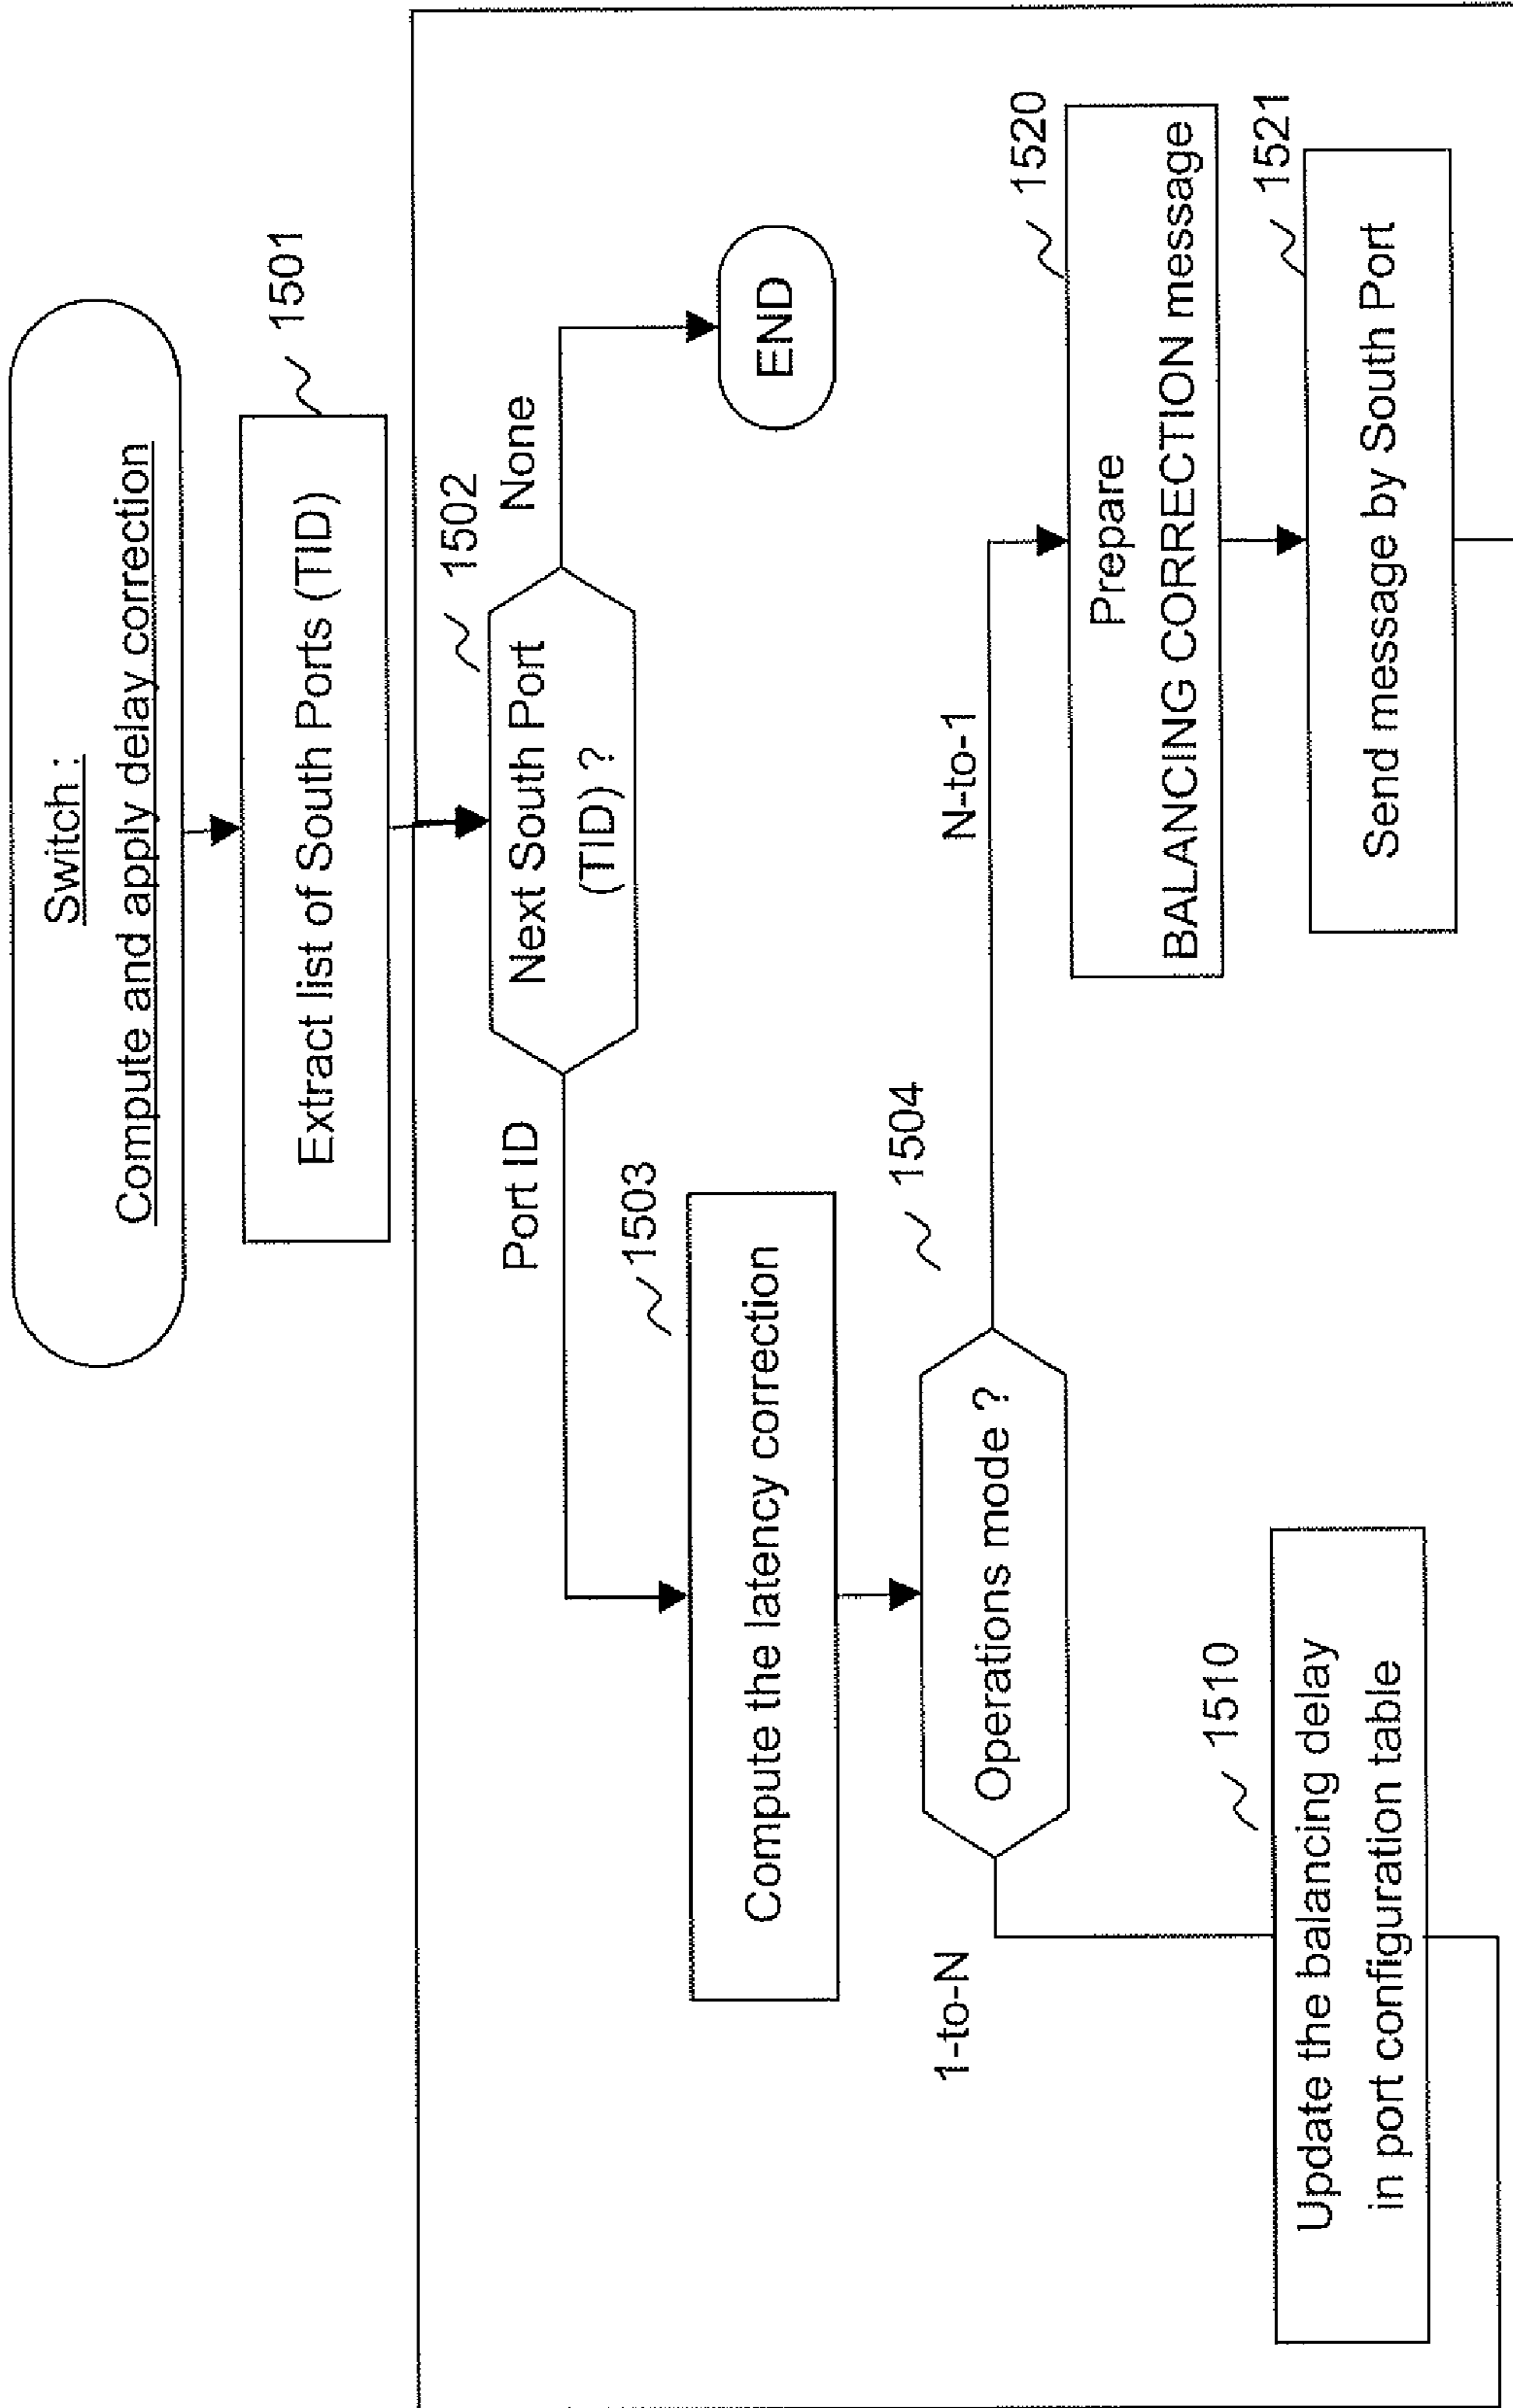 Switch :
Compute and apply delay correction
1501
Extract list of South Ports (TID)
1502
Next South Port
(TID) ?
None
END
Port ID
1503
Compute the latency correction
1504
Operations mode ?
N-to-1
1-to-N
1520
Prepare
BALANCING CORRECTION message
1510
Update the balancing delay
in port configuration table
1521
Send message by South Port